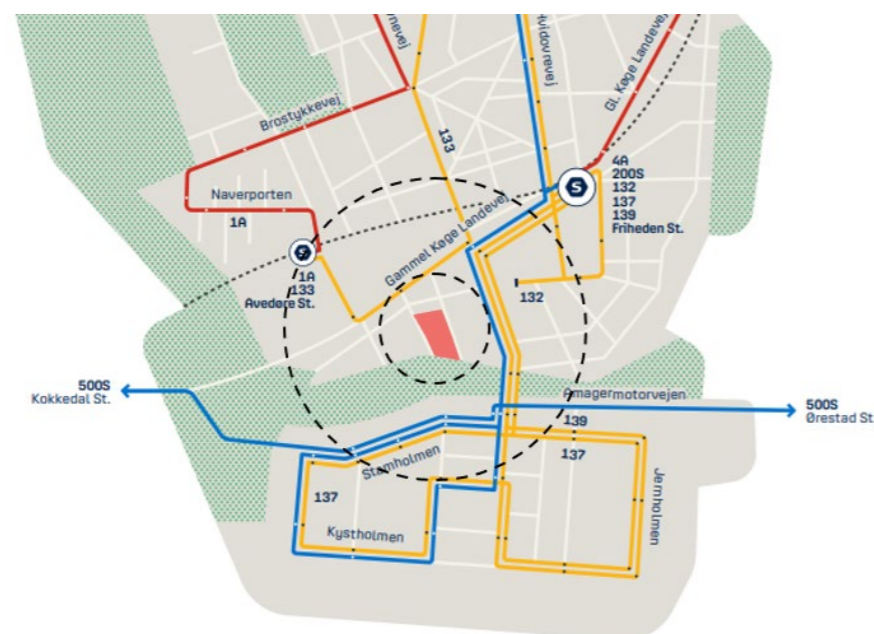 Hvidovrevej
Gl. Køge Landevej
Brostykkevej
133
4A
200S
132
137
139
Friheden St.
Naverporten
1A
Gammel Køge Landevej
S
S
1A
133
Avedøre St.
132
500S
Kokkedal St.
Amagermotorvejen
500S
Ørestad St
139
137
Stamholmen
Jernholmen
137
Kystholmen